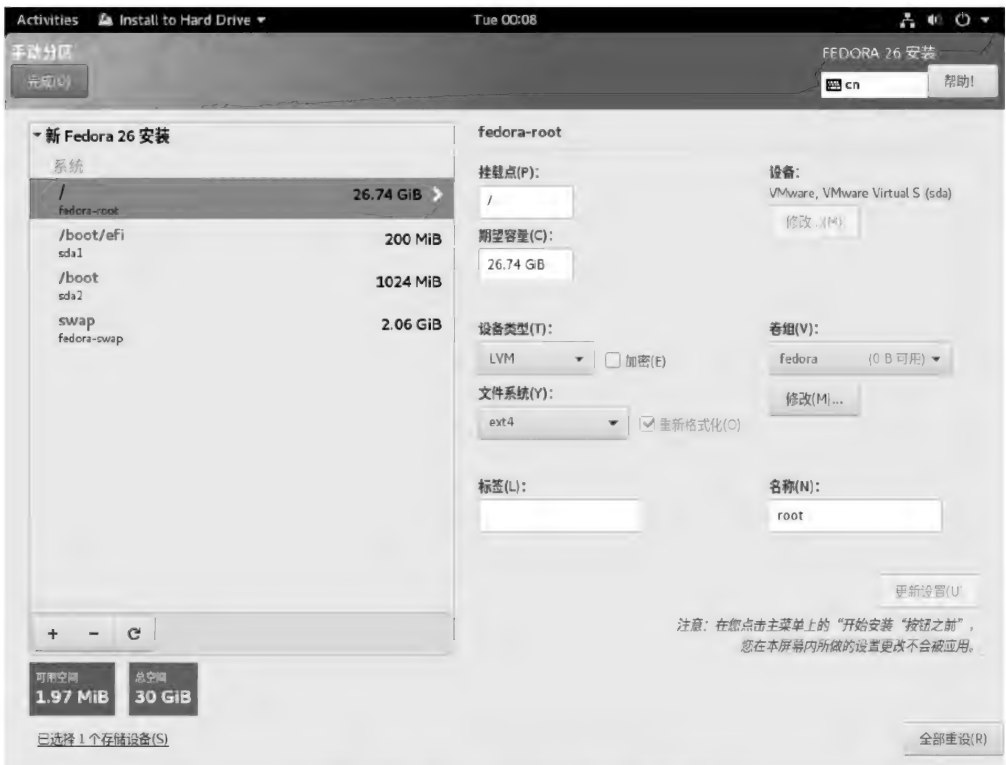 Activities Install to Hard Drive Tue 00:08
手动分区
FEDORA 26 安装
完成(D)
cn
帮助!
新 Fedora 26 安装
系统
/
26.74 GiB
fedora-root
/boot/efi
200 MiB
sda1
/boot
1024 MiB
sda2
swap
2.06 GiB
fedora-swap
+ - C
可用空间
1.97 MiB
总空间
30 GiB
已选择 1 个存储设备(S)
fedora-root
挂载点(P):
/
期望容量(C):
26.74 GiB
设备:
VMware, VMware Virtual S (sda)
修改...(M)
设备类型(T):
LVM
加密(E)
卷组(V):
fedora (0 B 可用)
文件系统(Y):
ext4
重新格式化(O)
修改(M)...
标签(L):
名称(N):
root
更新设置(U
注意: 在您点击主菜单上的 “开始安装 “按钮之前”,
您在本屏幕内所做的设置更改不会被应用。
全部重设(R)